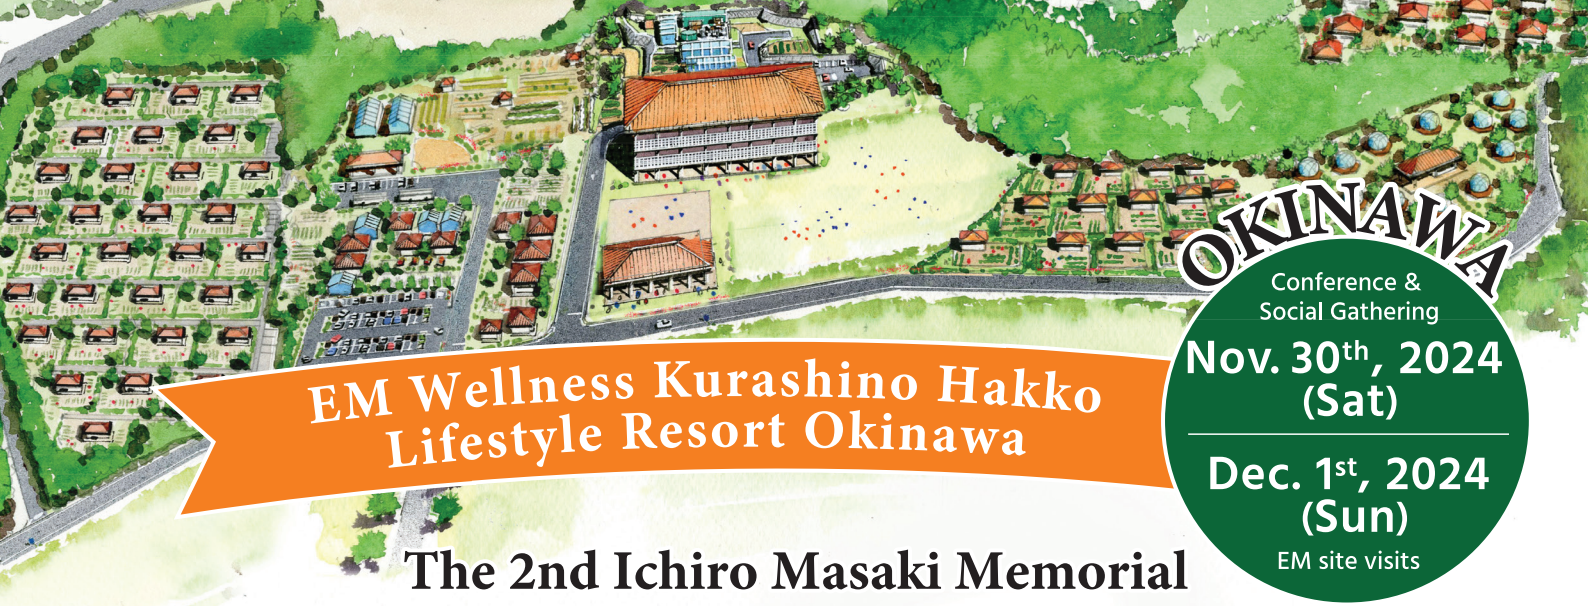 OKINAWA
Conference &
Social Gathering
Nov. 30th, 2024
(Sat)
Dec. 1st, 2024
(Sun)
EM site visits
EM Wellness Kurashino Hakko
Lifestyle Resort Okinawa
The 2nd Ichiro Masaki Memorial